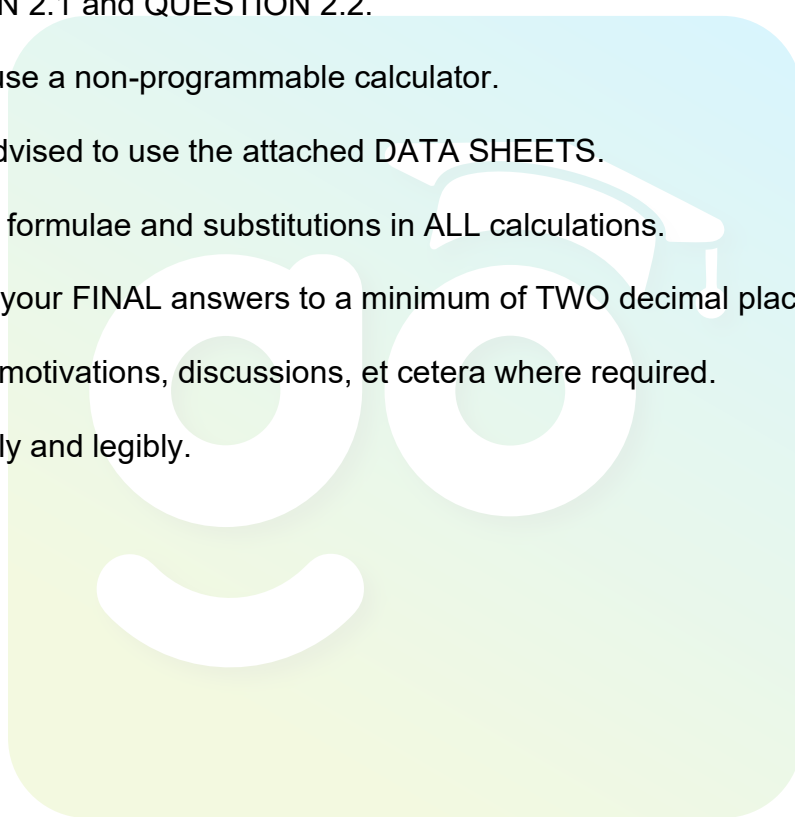 N 2.1 and QUESTION 2.2.
use a non-programmable calculator.
dvised to use the attached DATA SHEETS.
formulae and substitutions in ALL calculations.
your FINAL answers to a minimum of TWO decimal plac
motivations, discussions, et cetera where required.
ly and legibly.
go